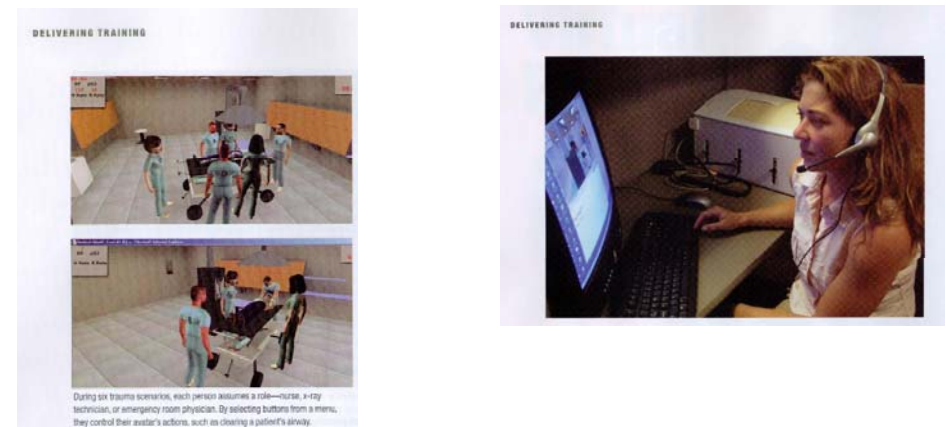 DELIVERING TRAINING
During six trauma scenarios, each person assumes a role—nurse, x-ray
technician, or emergency room physician. By selecting buttons from a menu,
they control their avatar's actions, such as clearing a patient's airway.
DELIVERING TRAINING